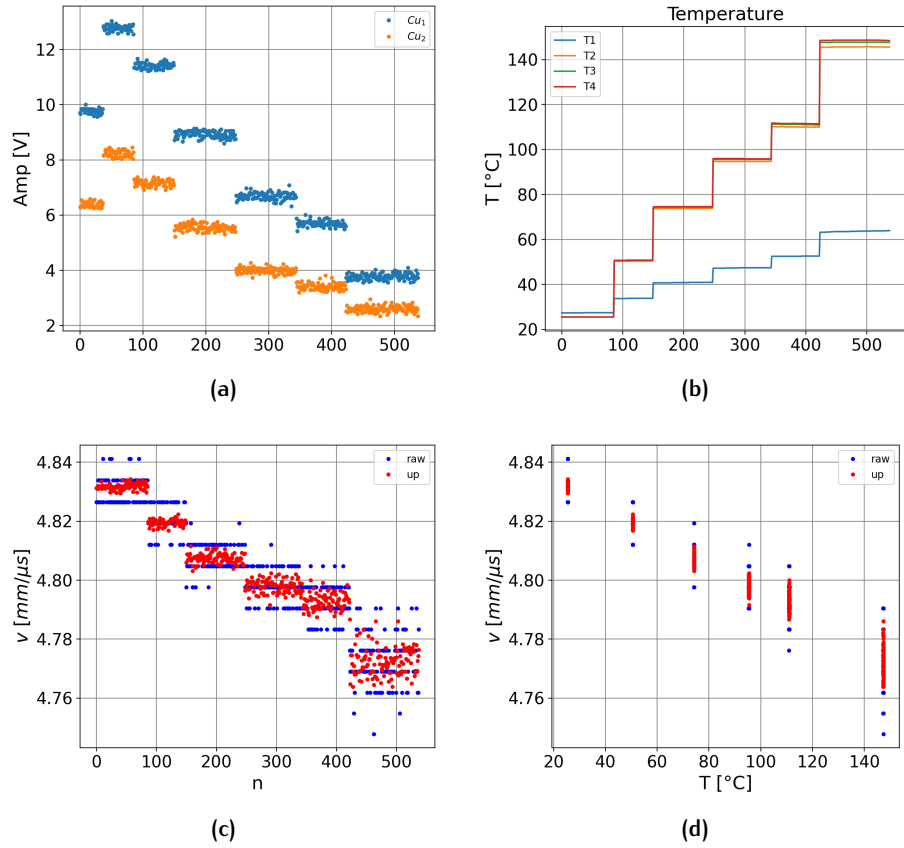 Temperature
Amp [V]
12
10
8
6
4
2
0 100 200 300 400 500
Cu1
Cu2
(a)
T [°C]
140
120
100
80
60
40
20
0 100 200 300 400 500
T1
T2
T3
T4
(b)
v [mm/μs]
4.84
4.82
4.80
4.78
4.76
0 100 200 300 400 500
n
raw
up
(c)
v [mm/μs]
4.84
4.82
4.80
4.78
4.76
20 40 60 80 100 120 140
T [°C]
raw
up
(d)